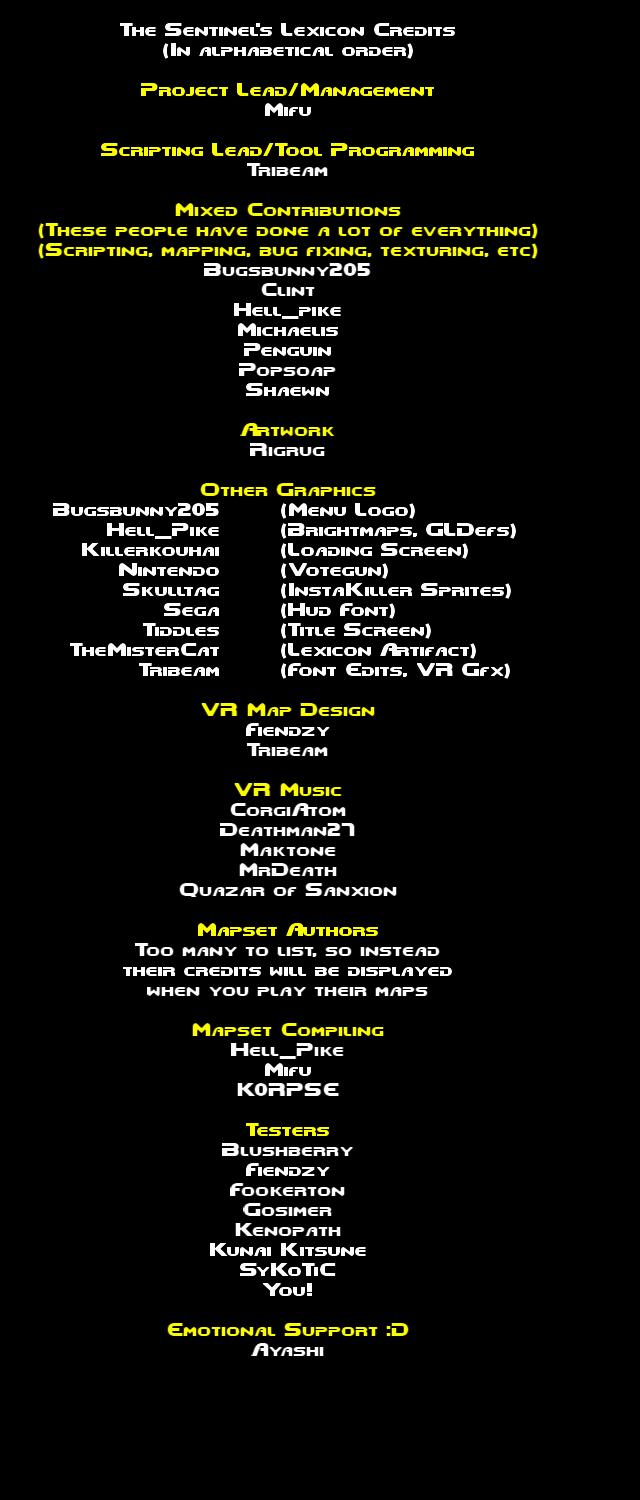 The Sentinel's Lexicon Credits
(In alphabetical order)
Project Lead/Management
Mifu
Scripting Lead/Tool Programming
Tribeam
Mixed Contributions
(These people have done a lot of everything)
(Scripting, mapping, bug fixing, texturing, etc)
Bugsbunny205
Clint
Hell_pike
Michaelis
Penguin
Popsoap
Shaewn
Artwork
Rigrug
Other Graphics
Bugsbunny205 (Menu Logo)
Hell_Pike (Brightmaps, GLDefs)
Killerkouhai (Loading Screen)
Nintendo (Votegun)
Skulltag (InstaKiller Sprites)
Sega (Hud Font)
Tiddles (Title Screen)
TheMisterCat (Lexicon Artifact)
Tribeam (Font Edits, VR Gfx)
VR Map Design
Fiendzy
Tribeam
VR Music
CorgiAtom
Deathman27
Maktone
MrDeath
Quazar of Sanxion
Mapset Authors
Too many to list, so instead
their credits will be displayed
when you play their maps
Mapset Compiling
Hell_Pike
Mifu
K0RPSE
Testers
Blushberry
Fiendzy
Fookerton
Gosimer
Kenopath
Kunai Kitsune
SyKoTiC
You!
Emotional Support :D
Ayashi